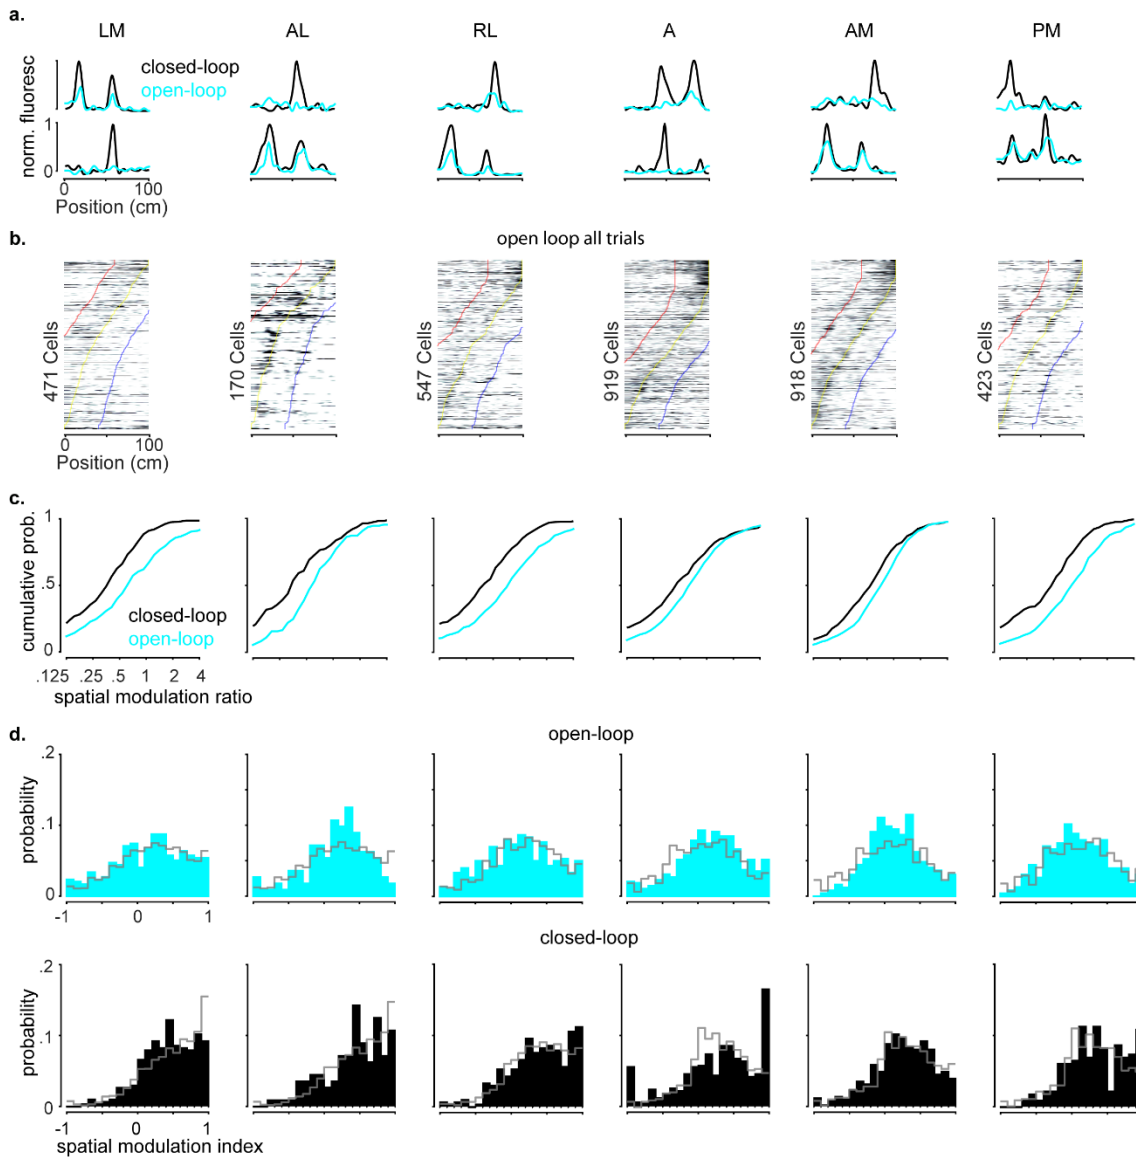 a.
LM AL RL A AM PM
closed-loop
open-loop
norm. fluoresc
1
0
0 100
Position (cm)
b.
open loop all trials
471 Cells
170 Cells
547 Cells
919 Cells
918 Cells
423 Cells
0 100
Position (cm)
c.
cumulative prob.
1
.5
0
closed-loop
open-loop
.125 .25 .5 1 2 4
spatial modulation ratio
d.
open-loop
probability
.2
.1
0
-1 0 1
closed-loop
probability
.2
.1
0
-1 0 1
spatial modulation index